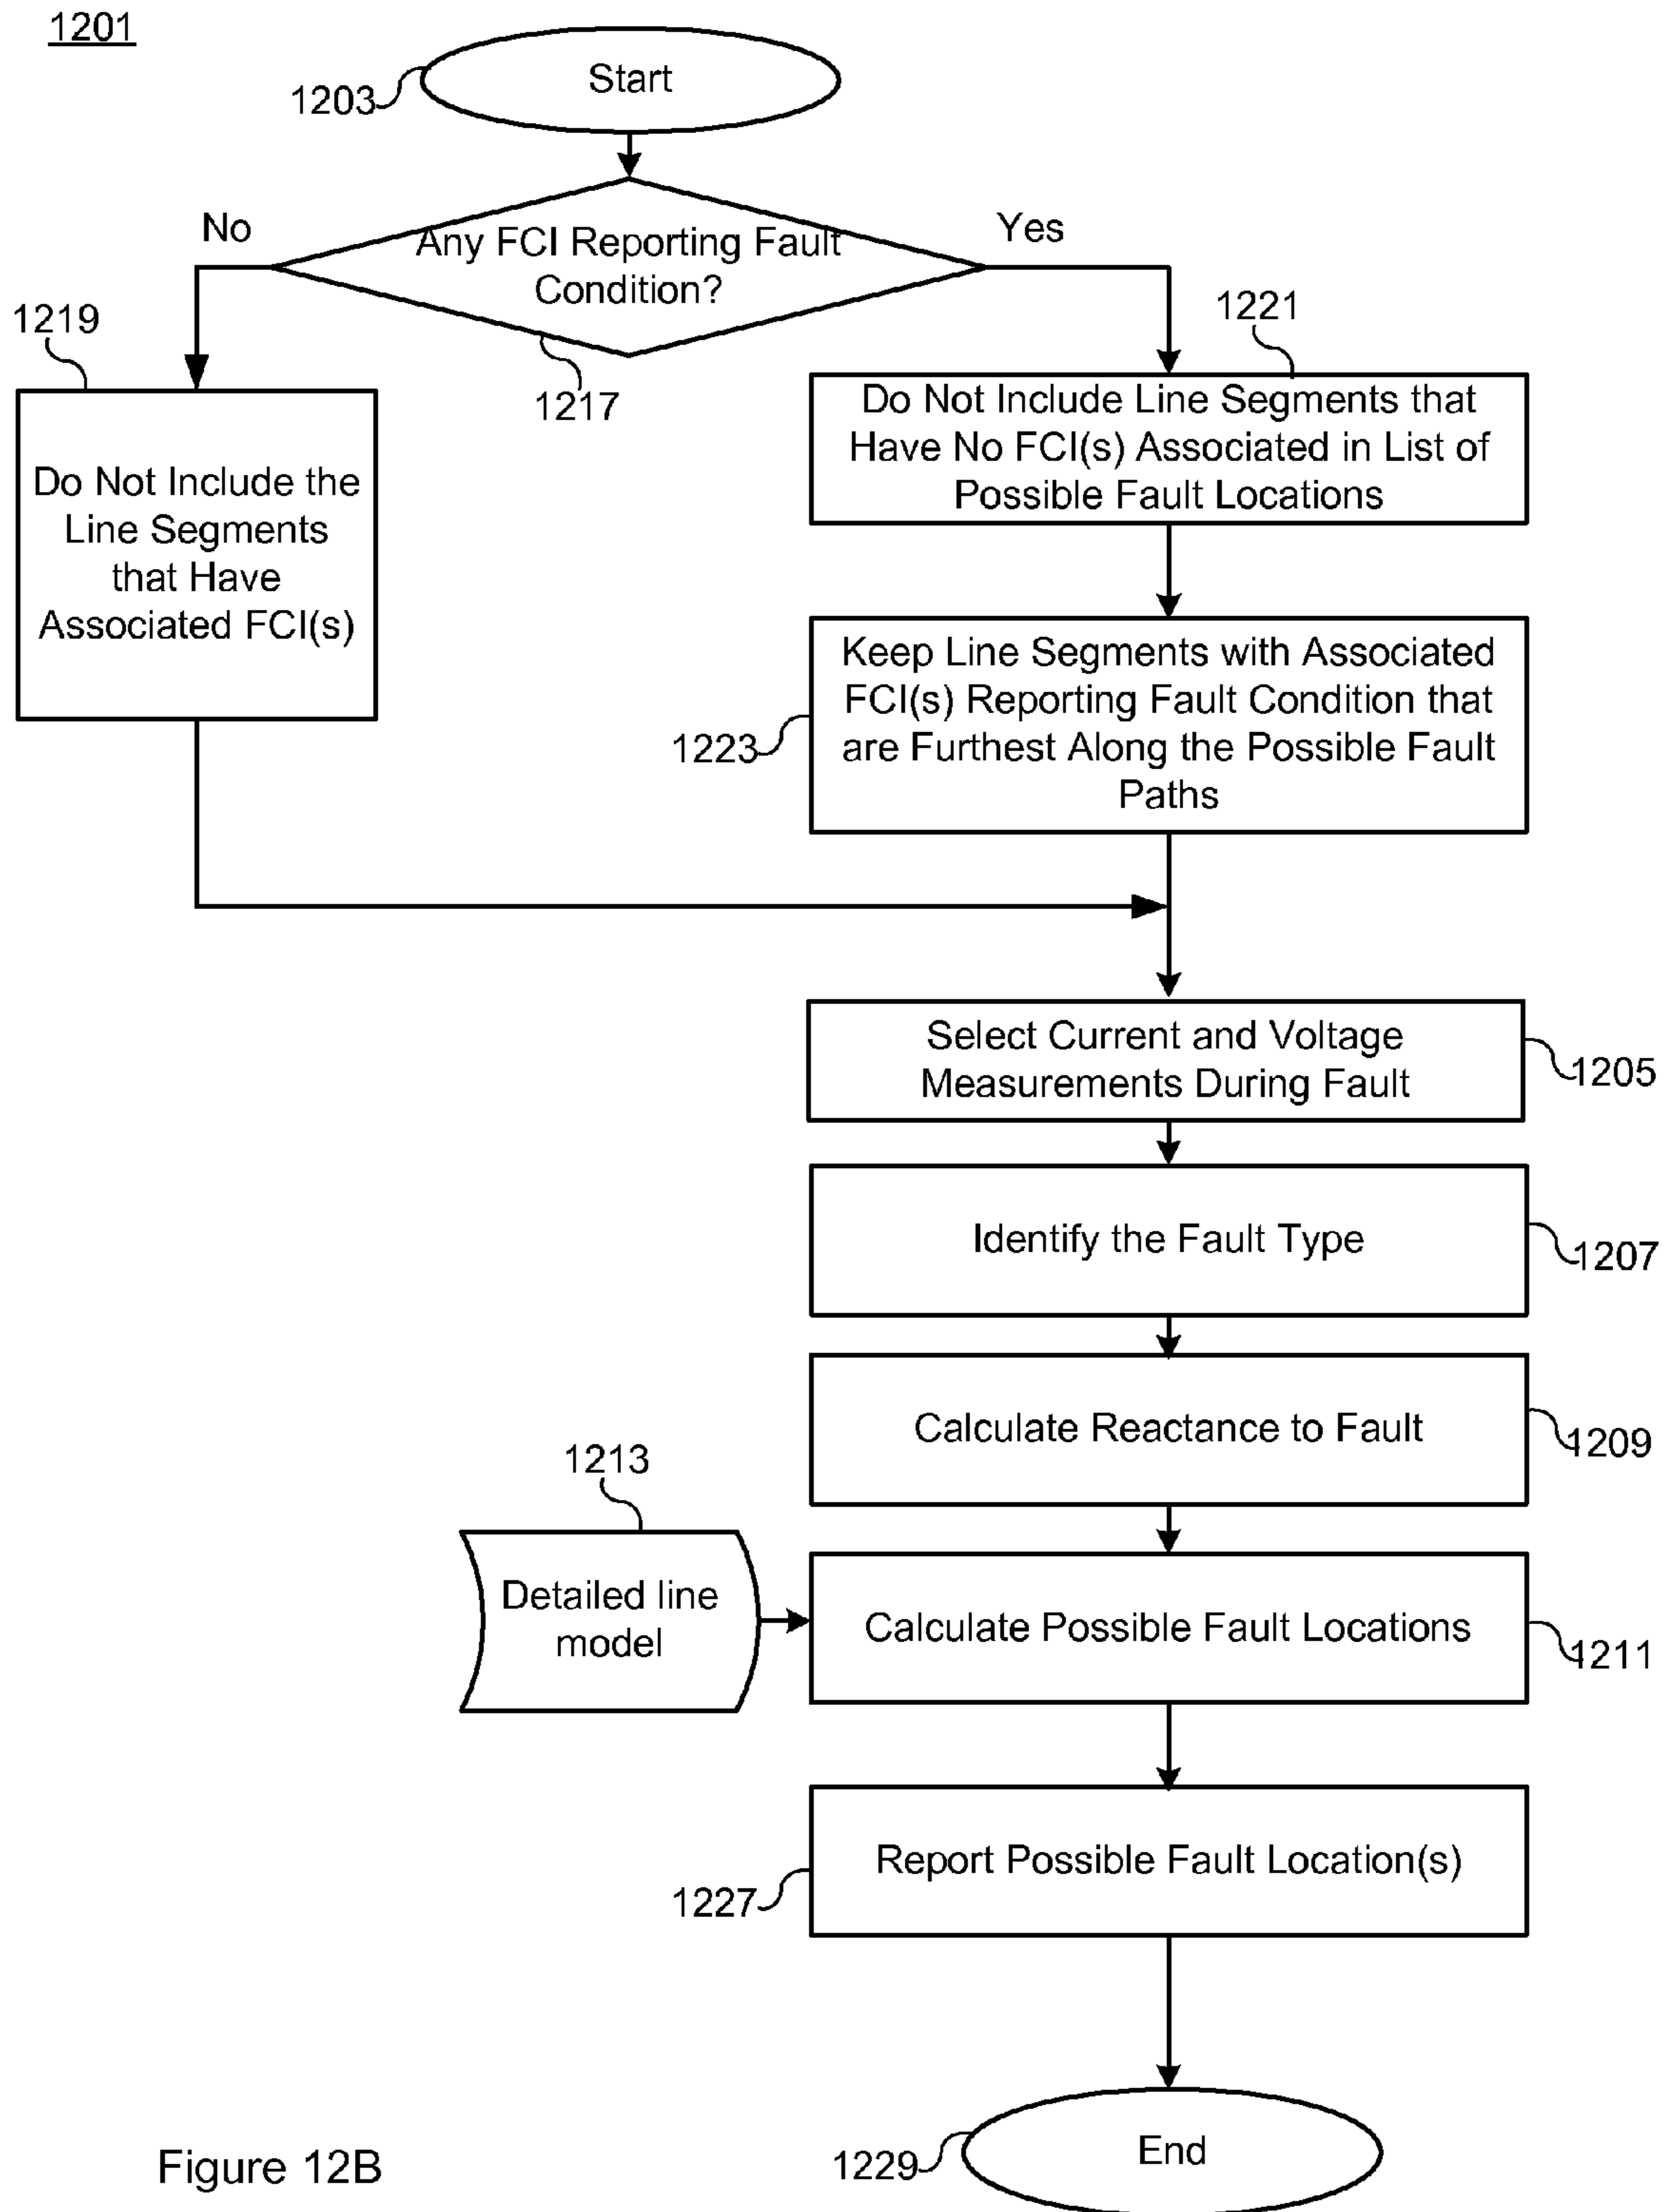 1201
Start
1203
No
Yes
Any FCI Reporting Fault
Condition?
1217
1219
Do Not Include the
Line Segments
that Have
Associated FCI(s)
1221
Do Not Include Line Segments that
Have No FCI(s) Associated in List of
Possible Fault Locations
Keep Line Segments with Associated
FCI(s) Reporting Fault Condition that
are Furthest Along the Possible Fault
Paths
1223
Select Current and Voltage
Measurements During Fault
1205
Identify the Fault Type
1207
Calculate Reactance to Fault
1209
1213
Detailed line
model
Calculate Possible Fault Locations
1211
Report Possible Fault Location(s)
1227
End
1229
Figure 12B